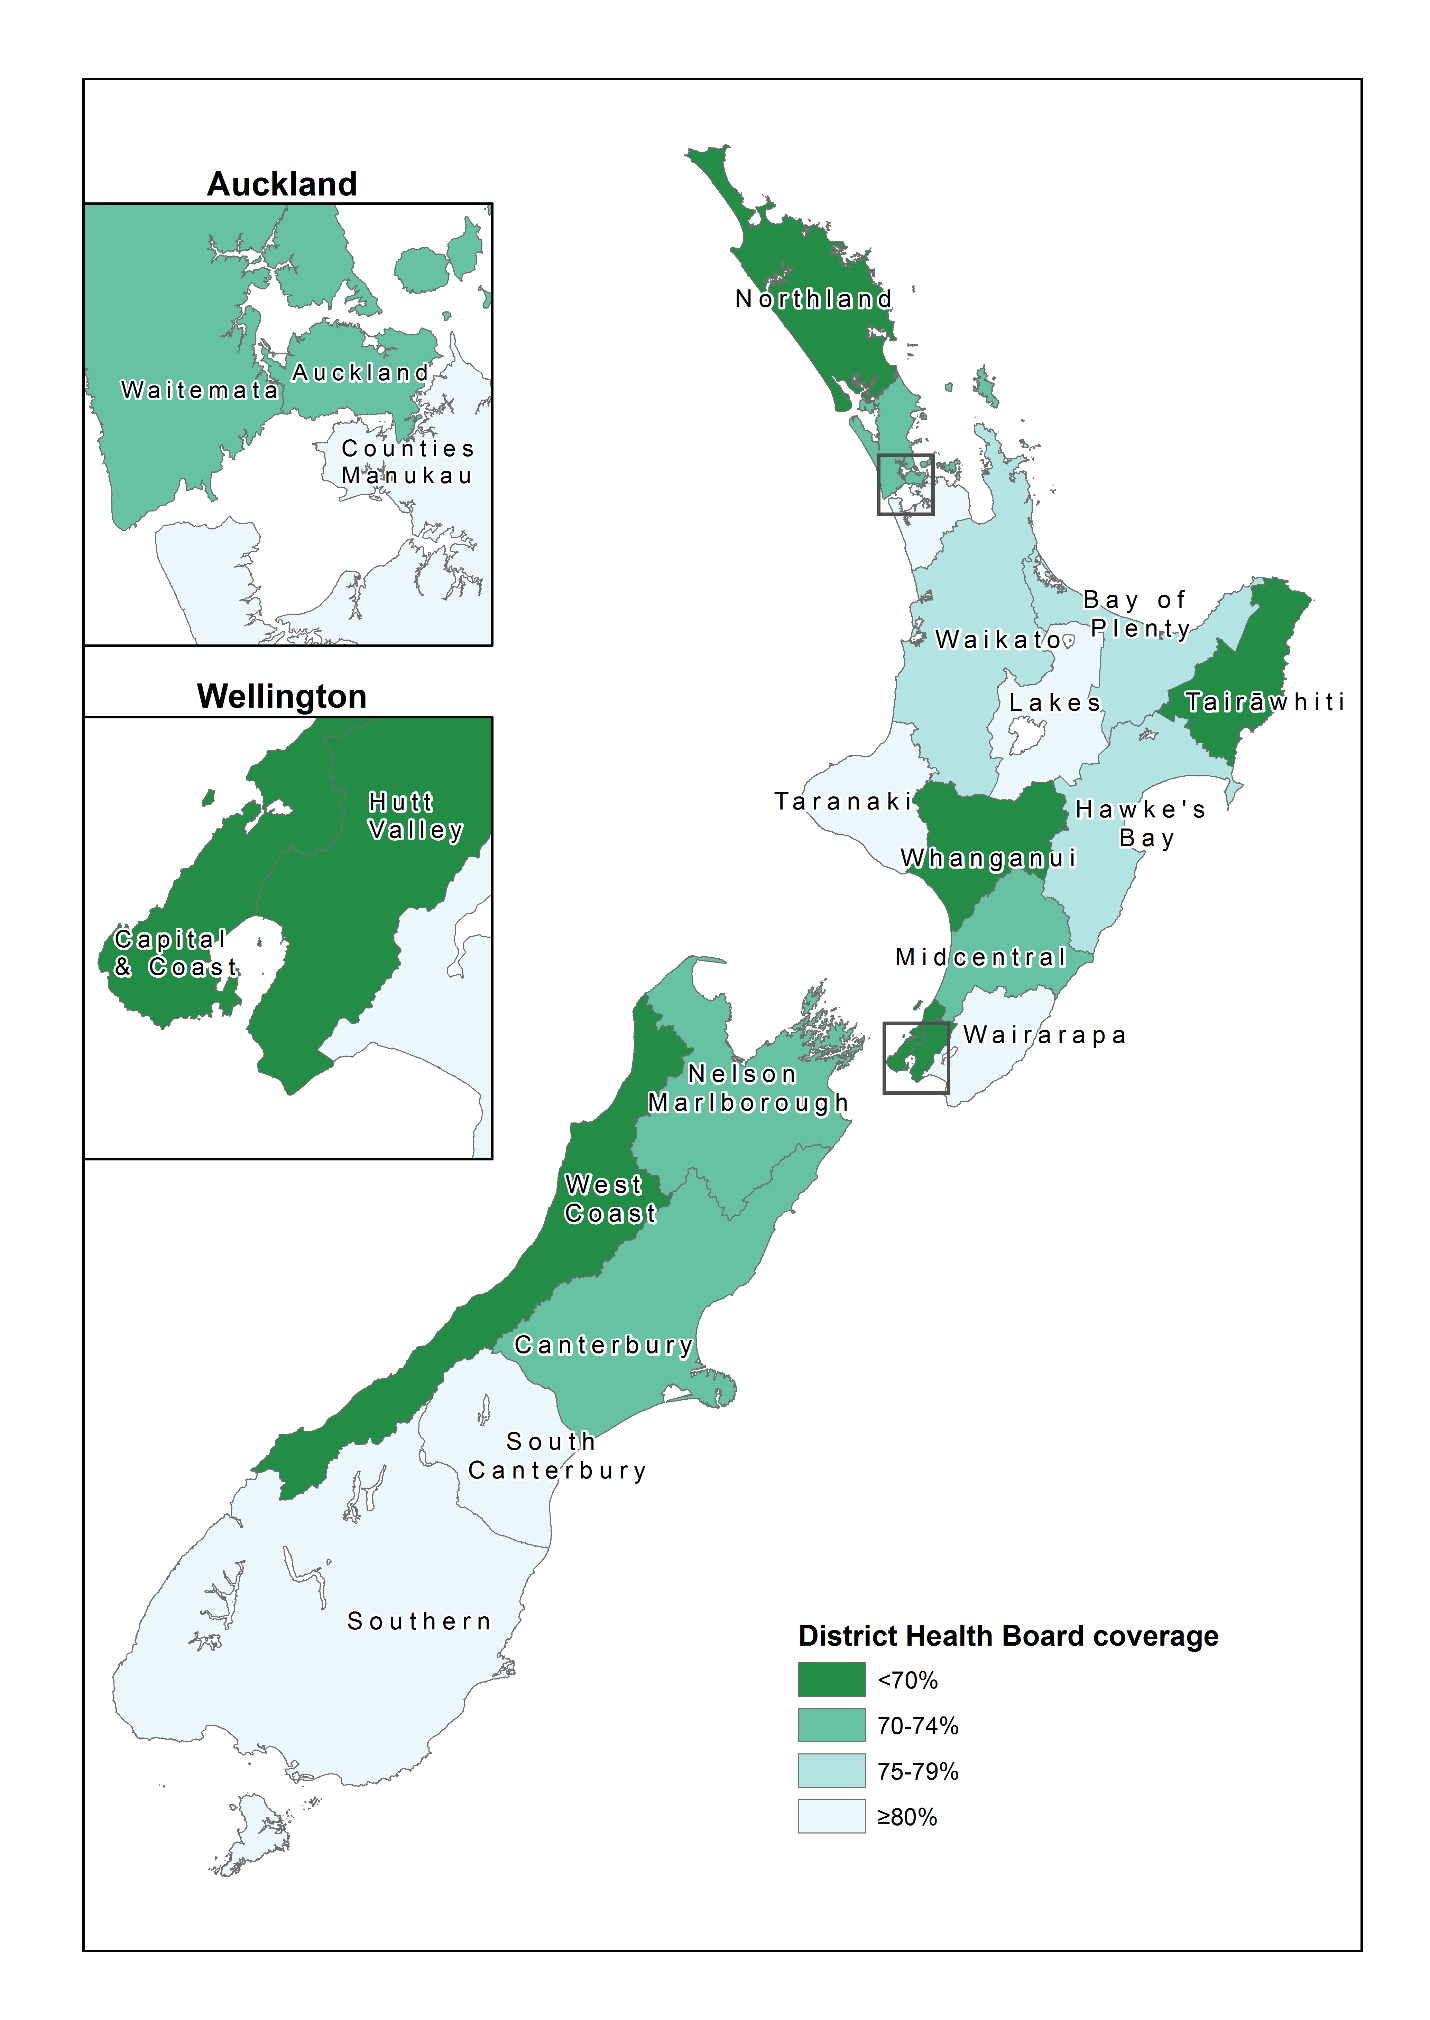 Auckland
Waitemata
Auckland
Counties
Manukau
Wellington
Hutt
Valley
Capital
& Coast
Northland
Bay of
Plenty
Waikato
Lakes
Tairāwhiti
Taranaki
Hawke's
Bay
Whanganui
Midcentral
Wairarapa
Nelson
Marlborough
West
Coast
Canterbury
South
Canterbury
Southern
District Health Board coverage
<70%
70-74%
75-79%
≥80%